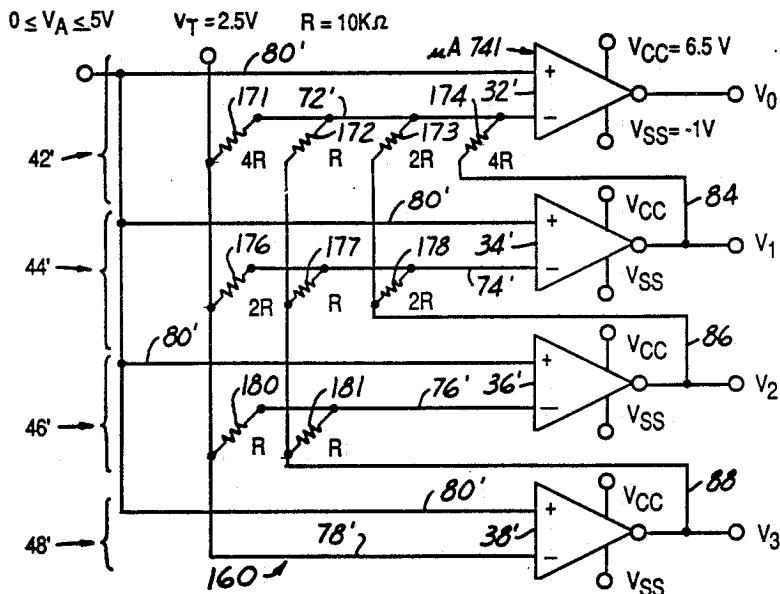 0 ≤ VA ≤ 5V VT = 2.5V R = 10KΩ
80' μA 741 VCC = 6.5 V
171 72' 174 32' + V0
172 173 −
42' 4R R 2R 4R VSS = -1V
80' 84
VCC
176 177 178 34' + V1
44' −
2R R 2R 74' VSS
80' 86
VCC
180 181 76' 36' + V2
46' −
R R VSS
80' 88
VCC
48' 38' + V3
78' −
160 VSS